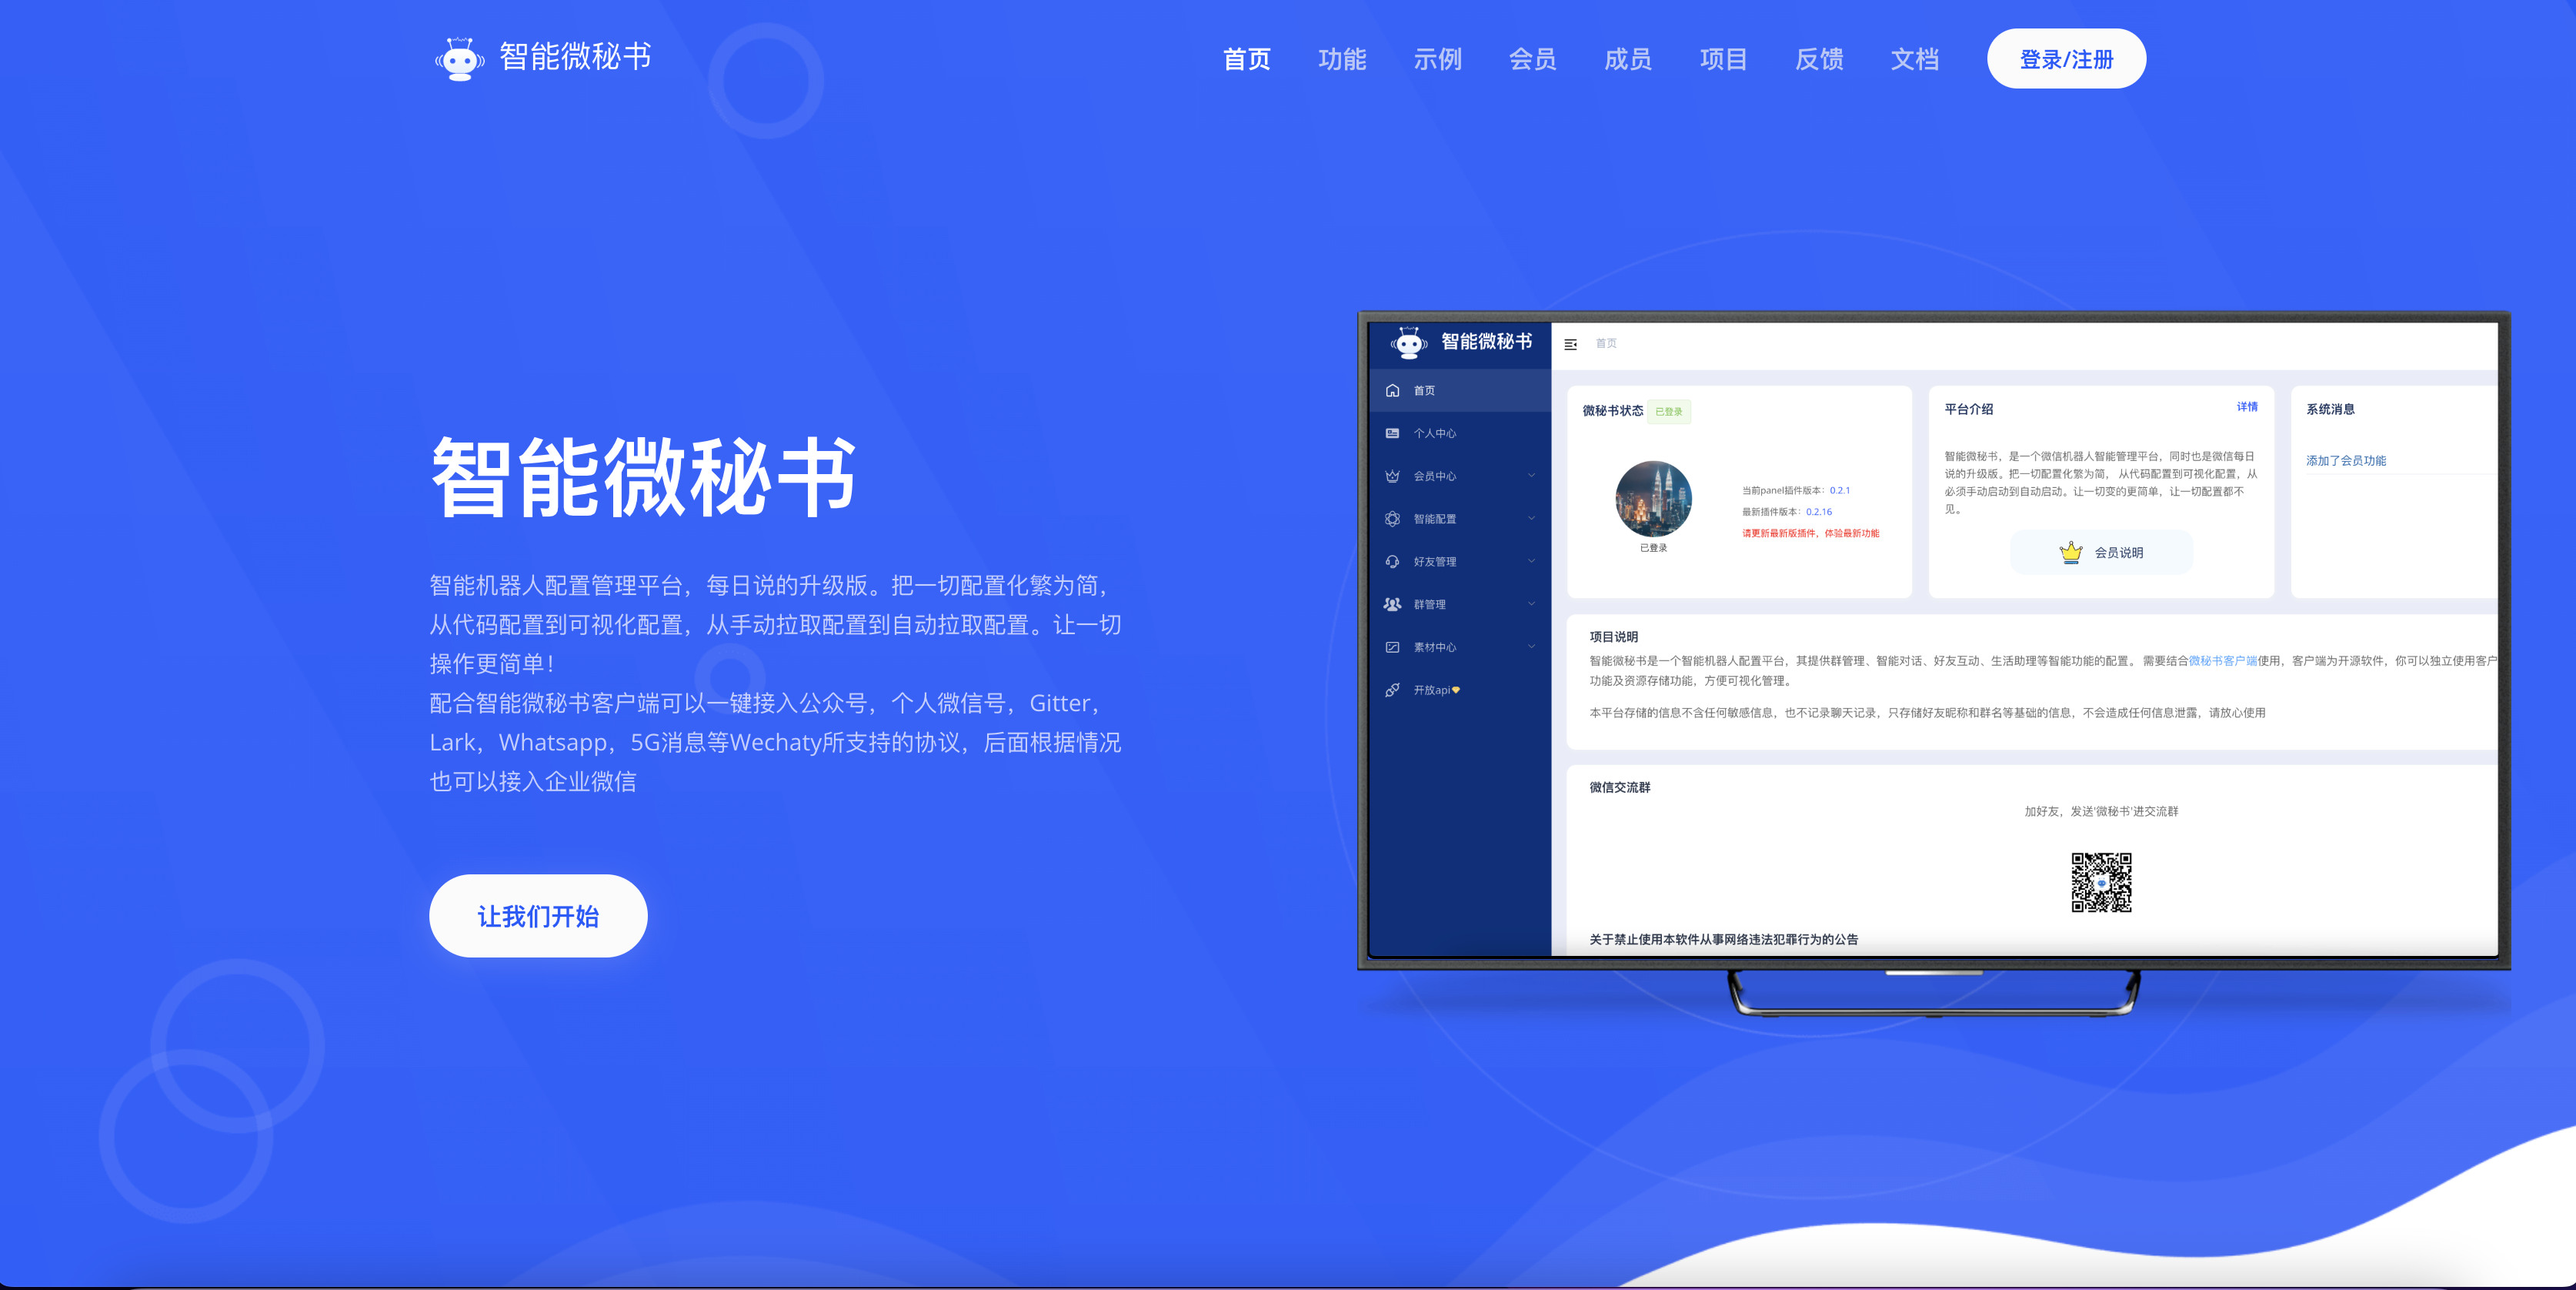 智能微秘书
首页 功能 示例 会员 成员 项目 反馈 文档 登录/注册
智能微秘书
智能机器人配置管理平台，每日说的升级版。把一切配置化繁为简，
从代码配置到可视化配置，从手动拉取配置到自动拉取配置。让一切
操作更简单！
配合智能微秘书客户端可以一键接入公众号，个人微信号，Gitter，
Lark，Whatsapp，5G消息等Wechaty所支持的协议，后面根据情况
也可以接入企业微信
让我们开始
智能微秘书
首页
个人中心
会员中心
智能配置
好友管理
群管理
素材中心
开放api
首页
微秘书状态 已登录
已登录
当前panel插件版本：0.2.1
最新插件版本：0.2.16
请更新最新版插件，体验最新功能
平台介绍 详情
智能微秘书，是一个微信机器人智能管理平台，同时也是微信每日
说的升级版。把一切配置化繁为简， 从代码配置到可视化配置，从
必须手动启动到自动启动。让一切变的更简单，让一切配置都不
见。
会员说明
系统消息
添加了会员功能
项目说明
智能微秘书是一个智能机器人配置平台，其提供群管理、智能对话、好友互动、生活助理等智能功能的配置。 需要结合微秘书客户端使用，客户端为开源软件，你可以独立使用客户
功能及资源存储功能，方便可视化管理。
本平台存储的信息不含任何敏感信息，也不记录聊天记录，只存储好友昵称和群名等基础的信息，不会造成任何信息泄露，请放心使用
微信交流群
加好友，发送'微秘书'进交流群
关于禁止使用本软件从事网络违法犯罪行为的公告